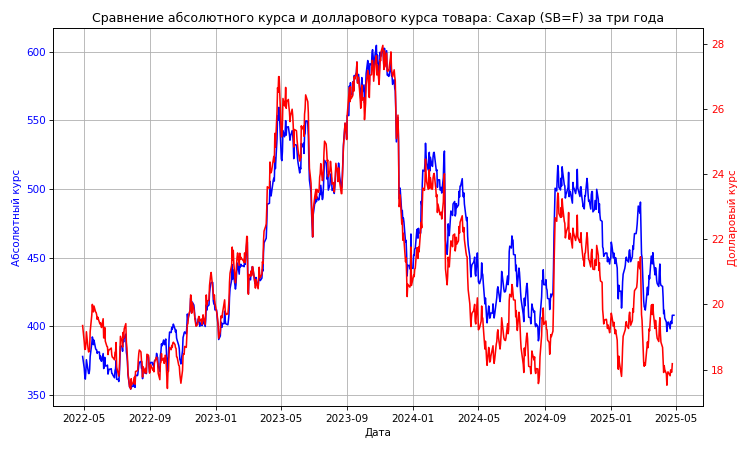 Сравнение абсолютного курса и долларового курса товара: Сахар (SB=F) за три года
Абсолютный курс
600
550
500
450
400
350
28
26
24
22
20
18
Долларовый курс
2022-05 2022-09 2023-01 2023-05 2023-09 2024-01 2024-05 2024-09 2025-01 2025-05
Дата